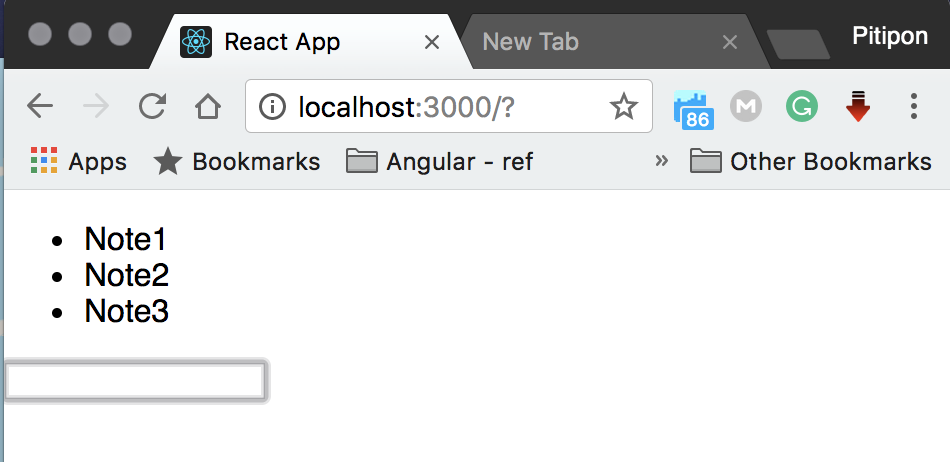 React App New Tab Pitipon
localhost:3000/? 86 M G
Apps Bookmarks Angular - ref » Other Bookmarks
Note1
Note2
Note3